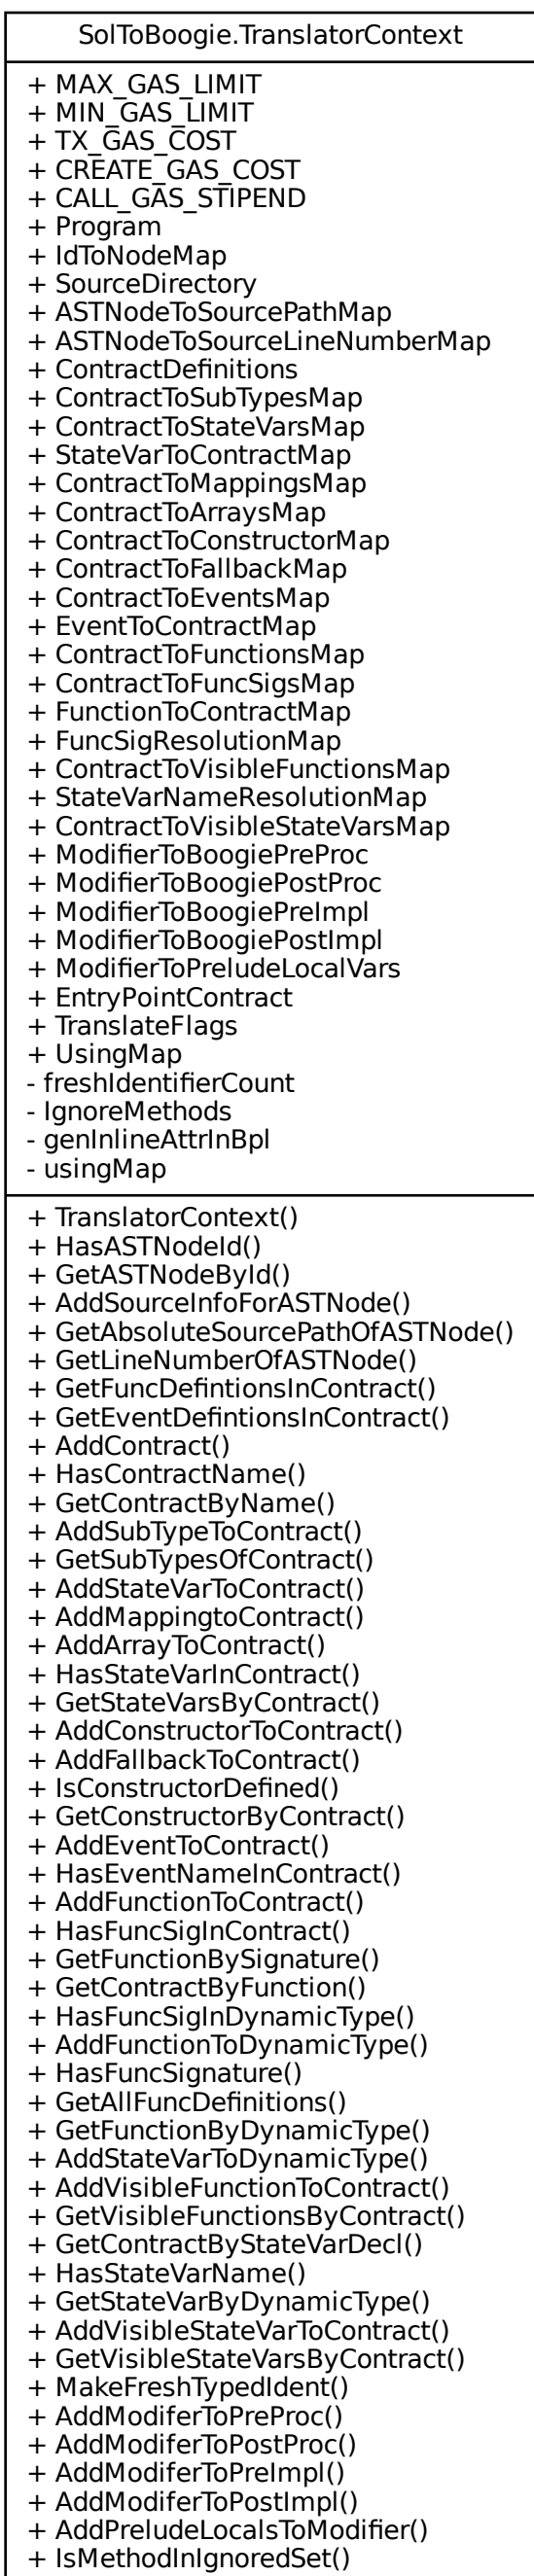 SolToBoogie.TranslatorContext
+ MAX_GAS_LIMIT
+ MIN_GAS_LIMIT
+ TX_GAS_COST
+ CREATE_GAS_COST
+ CALL_GAS_STIPEND
+ Program
+ IdToNodeMap
+ SourceDirectory
+ ASTNodeToSourcePathMap
+ ASTNodeToSourceLineNumberMap
+ ContractDefinitions
+ ContractToSubTypesMap
+ ContractToStateVarsMap
+ StateVarToContractMap
+ ContractToMappingsMap
+ ContractToArraysMap
+ ContractToConstructorMap
+ ContractToFallbackMap
+ ContractToEventsMap
+ EventToContractMap
+ ContractToFunctionsMap
+ ContractToFuncSigsMap
+ FunctionToContractMap
+ FuncSigResolutionMap
+ ContractToVisibleFunctionsMap
+ StateVarNameResolutionMap
+ ContractToVisibleStateVarsMap
+ ModifierToBoogiePreProc
+ ModifierToBoogiePostProc
+ ModifierToBoogiePreImpl
+ ModifierToBoogiePostImpl
+ ModifierToPreludeLocalVars
+ EntryPointContract
+ TranslateFlags
+ UsingMap
- freshIdentifierCount
- IgnoreMethods
- genInlineAttrInBpl
- usingMap
+ TranslatorContext()
+ HasASTNodeId()
+ GetASTNodeById()
+ AddSourceInfoForASTNode()
+ GetAbsoluteSourcePathOfASTNode()
+ GetLineNumberOfASTNode()
+ GetFuncDefintionsInContract()
+ GetEventDefintionsInContract()
+ AddContract()
+ HasContractName()
+ GetContractByName()
+ AddSubTypeToContract()
+ GetSubTypesOfContract()
+ AddStateVarToContract()
+ AddMappingtoContract()
+ AddArrayToContract()
+ HasStateVarInContract()
+ GetStateVarsByContract()
+ AddConstructorToContract()
+ AddFallbackToContract()
+ IsConstructorDefined()
+ GetConstructorByContract()
+ AddEventToContract()
+ HasEventNameInContract()
+ AddFunctionToContract()
+ HasFuncSigInContract()
+ GetFunctionBySignature()
+ GetContractByFunction()
+ HasFuncSigInDynamicType()
+ AddFunctionToDynamicType()
+ HasFuncSignature()
+ GetAllFuncDefinitions()
+ GetFunctionByDynamicType()
+ AddStateVarToDynamicType()
+ AddVisibleFunctionToContract()
+ GetVisibleFunctionsByContract()
+ GetContractByStateVarDecl()
+ HasStateVarName()
+ GetStateVarByDynamicType()
+ AddVisibleStateVarToContract()
+ GetVisibleStateVarsByContract()
+ MakeFreshTypedIdent()
+ AddModiferToPreProc()
+ AddModiferToPostProc()
+ AddModiferToPreImpl()
+ AddModiferToPostImpl()
+ AddPreludeLocalsToModifier()
+ IsMethodInIgnoredSet()